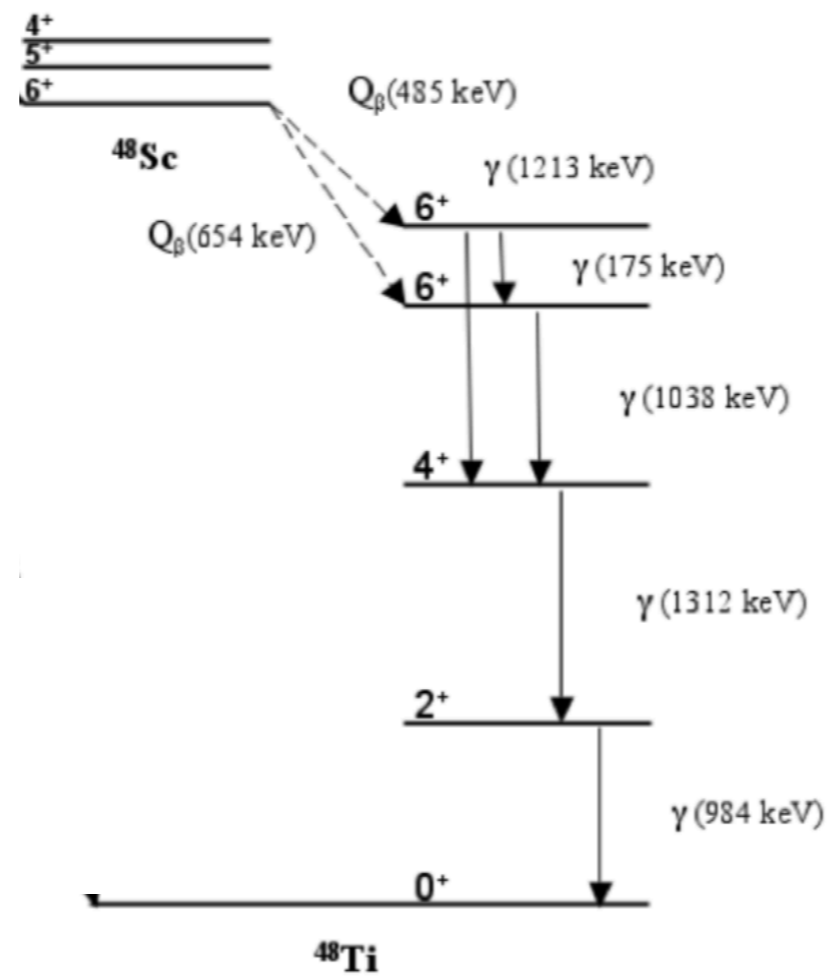 4⁺
5⁺
6⁺
Qᵦ(485 keV)
⁴⁸Sc
γ (1213 keV)
6⁺
Qᵦ(654 keV)
γ (175 keV)
6⁺
γ (1038 keV)
4⁺
γ (1312 keV)
2⁺
γ (984 keV)
0⁺
⁴⁸Ti